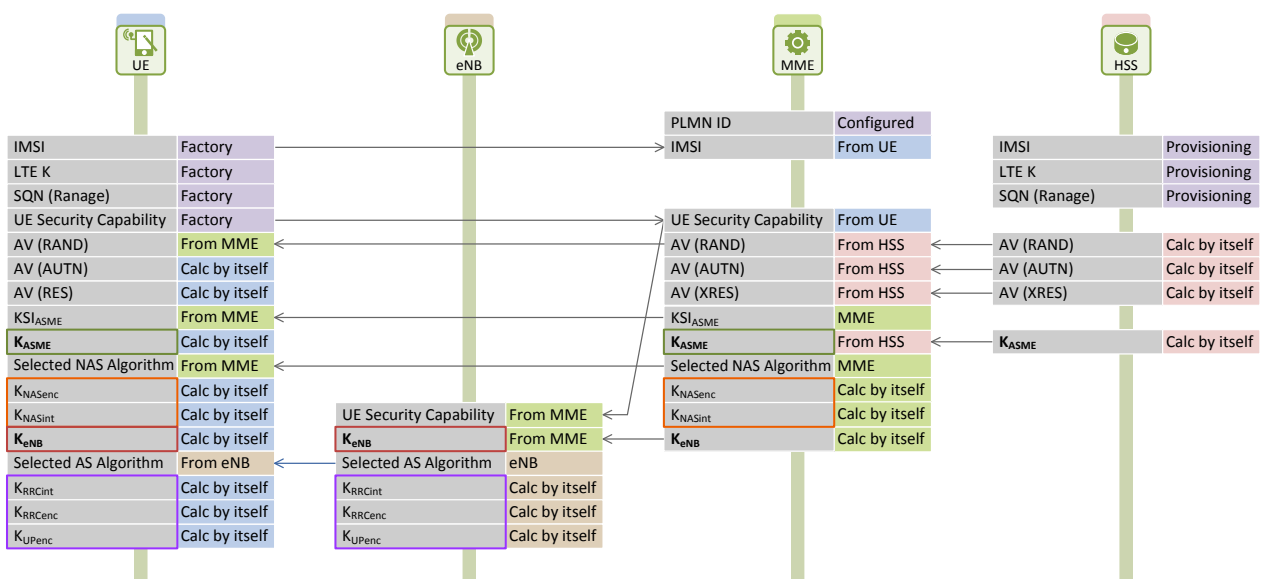 UE
eNB
MME
HSS
PLMN ID Configured
IMSI Factory
IMSI From UE
IMSI Provisioning
LTE K Factory
LTE K Provisioning
SQN (Ranage) Factory
SQN (Ranage) Provisioning
UE Security Capability Factory
UE Security Capability From UE
AV (RAND) From MME
AV (RAND) From HSS
AV (RAND) Calc by itself
AV (AUTN) Calc by itself
AV (AUTN) From HSS
AV (AUTN) Calc by itself
AV (RES) Calc by itself
AV (XRES) From HSS
AV (XRES) Calc by itself
KSIASME From MME
KSIASME MME
KASME Calc by itself
KASME From HSS
KASME Calc by itself
Selected NAS Algorithm From MME
Selected NAS Algorithm MME
KNASenc Calc by itself
KNASenc Calc by itself
KNASint Calc by itself
UE Security Capability From MME
KNASint Calc by itself
KeNB Calc by itself
KeNB From MME
KeNB Calc by itself
Selected AS Algorithm From eNB
Selected AS Algorithm eNB
KRRCint Calc by itself
KRRCint Calc by itself
KRRCenc Calc by itself
KRRCenc Calc by itself
KUPenc Calc by itself
KUPenc Calc by itself